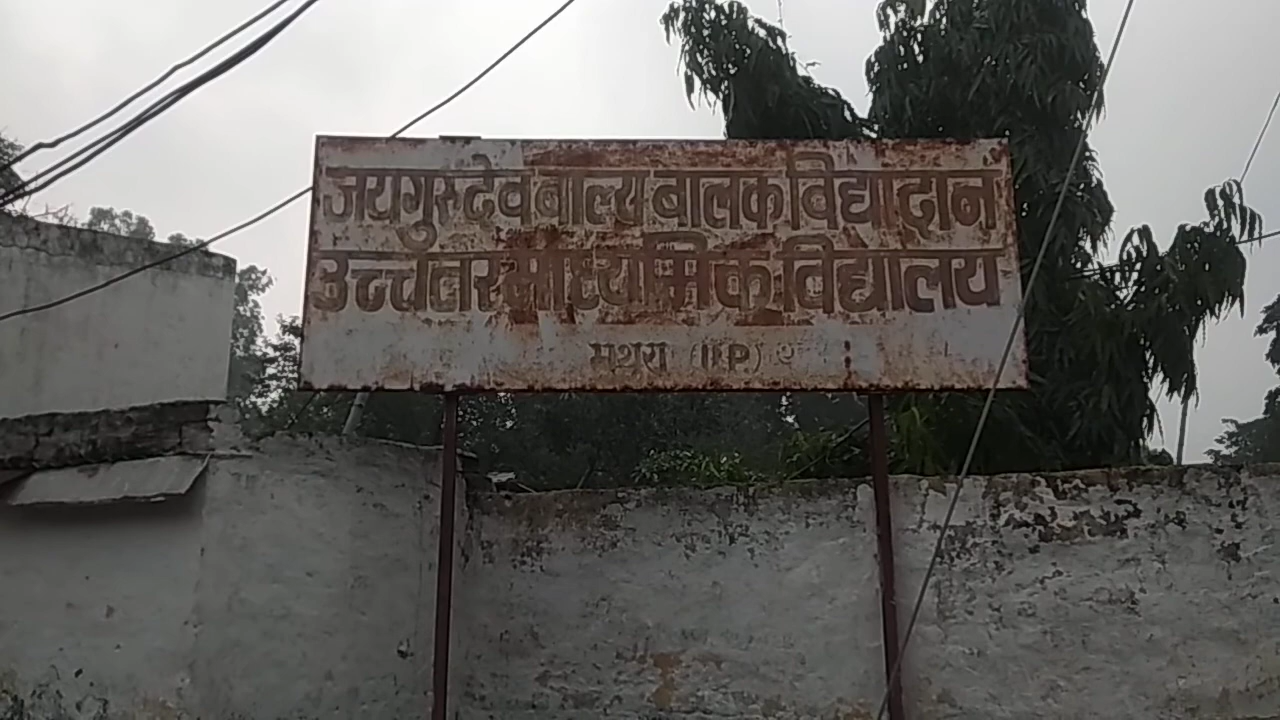 जयगुरुदेव बाल्य बालक विद्यादान
उच्चतर माध्यमिक विद्यालय
मथुरा (U.P.)